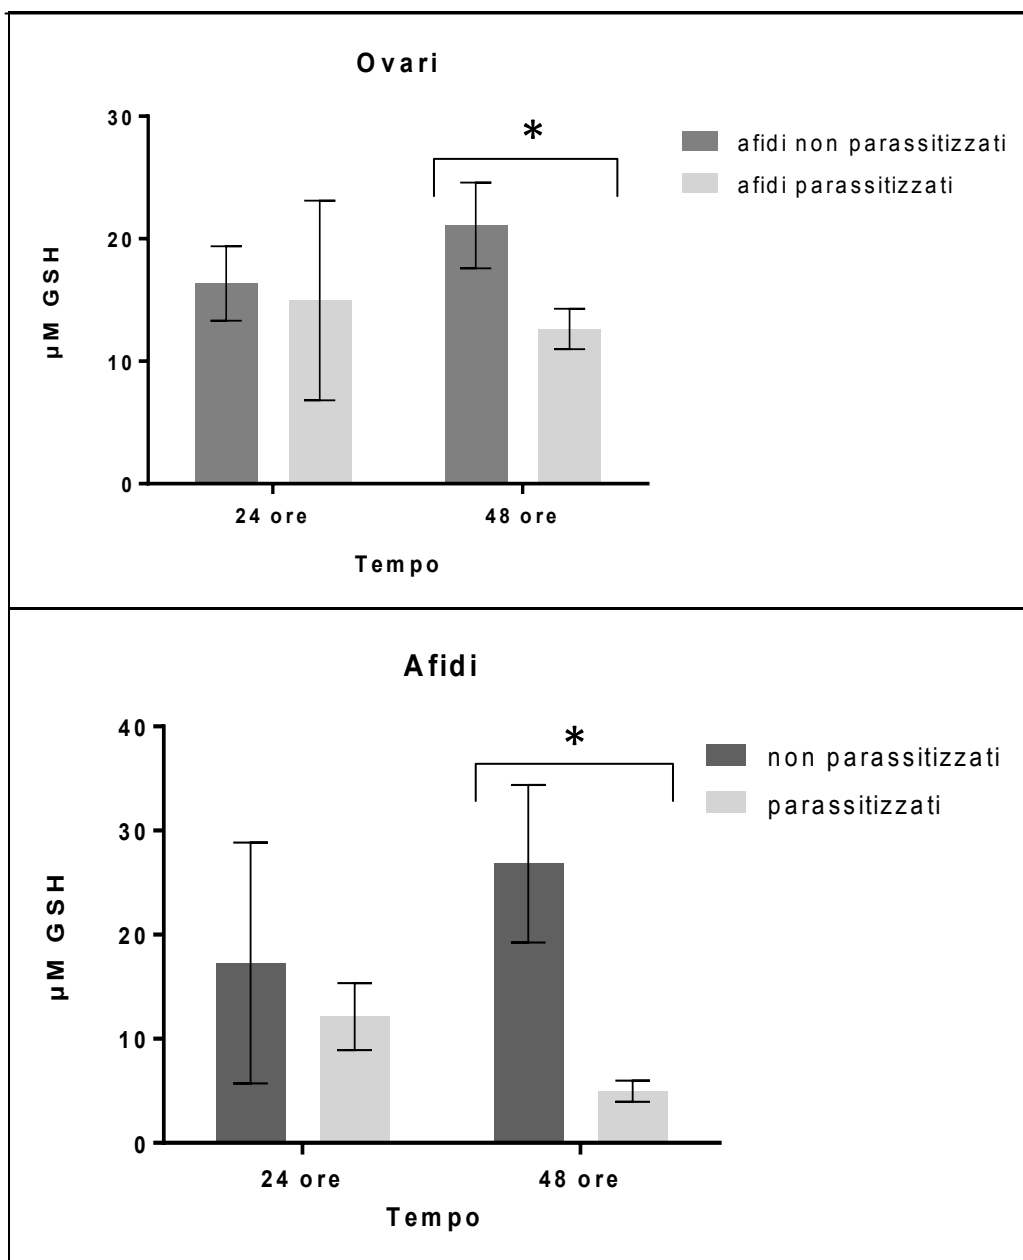 Ovari
30
20
10
0
µM GSH
*
afidi non parassitizzati
afidi parassitizzati
24 ore
48 ore
Tempo
Afidi
40
30
20
10
0
µM GSH
*
non parassitizzati
parassitizzati
24 ore
48 ore
Tempo